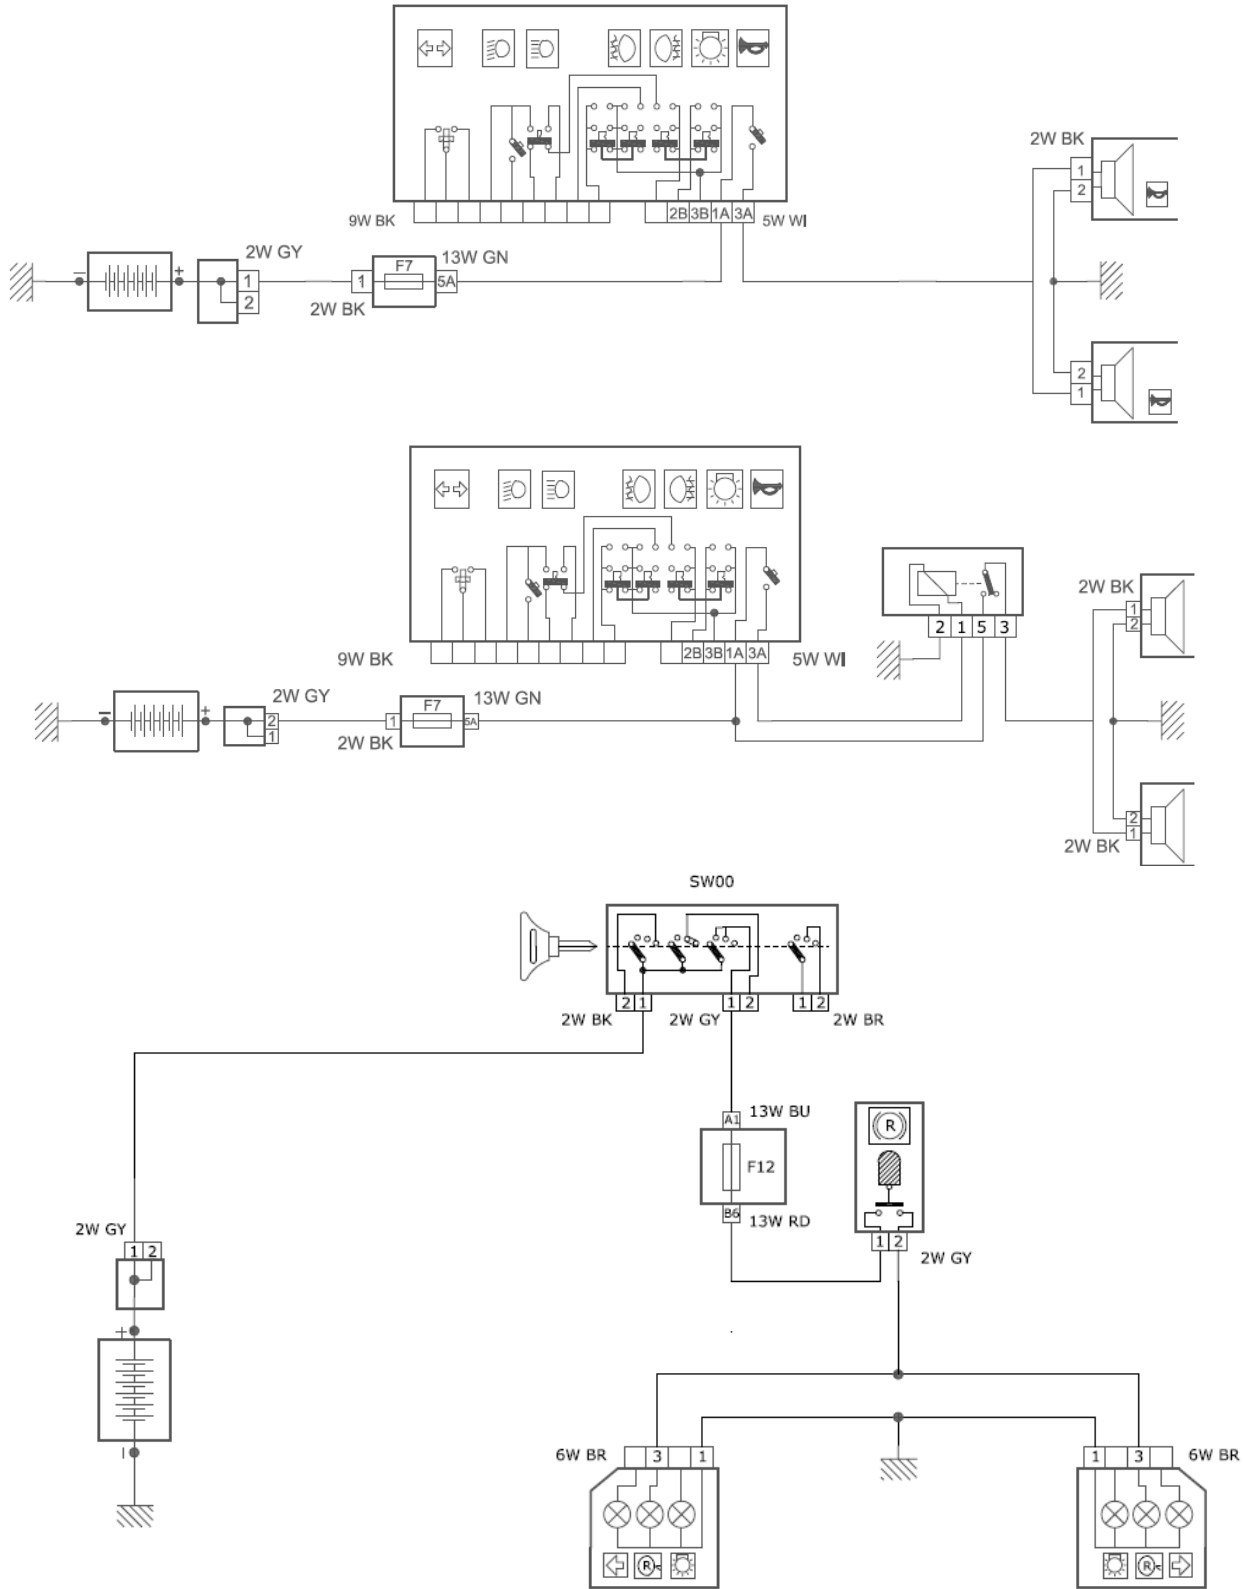 2B 3B 1A 3A
9W BK
5W WI
2W BK
1
2
2W GY
13W GN
F7
1
2
1
5A
2W BK
2
1
2B 3B 1A 3A
9W BK
5W WI
2 1 5 3
2W BK
1
2
2W GY
13W GN
F7
2
1
1
5A
2W BK
2
1
2W BK
SW00
2 1
1 2
1 2
2W BK
2W GY
2W BR
A1
13W BU
F12
B6
13W RD
R
1 2
2W GY
2W GY
1 2
+
6W BR
3 1
1 3
6W BR
R
R